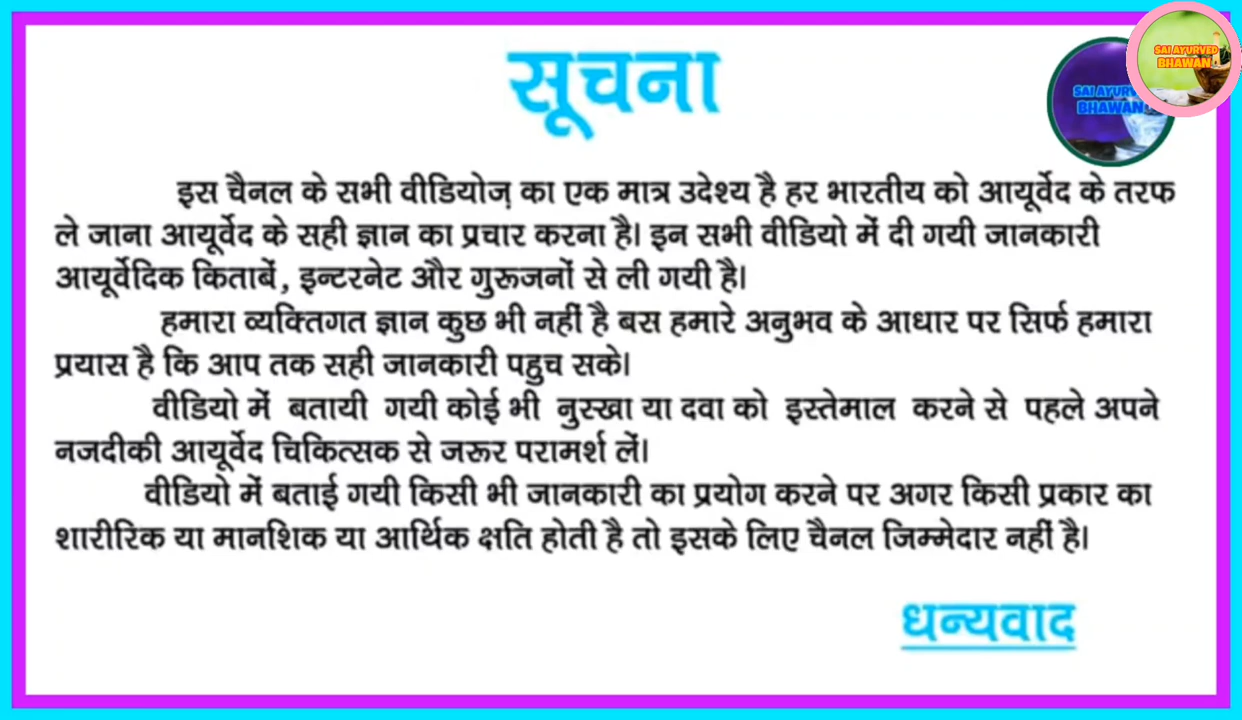 सूचना
SAI AYURVED
BHAWAN
SAI AYURV
BHAWAN
इस चैनल के सभी वीडियोज़ का एक मात्र उदेश्य है हर भारतीय को आयूर्वेद के तरफ
ले जाना आयूर्वेद के सही ज्ञान का प्रचार करना है। इन सभी वीडियो में दी गयी जानकारी
आयूर्वेदिक किताबें, इन्टरनेट और गुरूजनों से ली गयी है।
हमारा व्यक्तिगत ज्ञान कुछ भी नहीं है बस हमारे अनुभव के आधार पर सिर्फ हमारा
प्रयास है कि आप तक सही जानकारी पहुच सके।
वीडियो में बतायी गयी कोई भी नुस्खा या दवा को इस्तेमाल करने से पहले अपने
नजदीकी आयूर्वेद चिकित्सक से जरूर परामर्श लें।
वीडियो में बताई गयी किसी भी जानकारी का प्रयोग करने पर अगर किसी प्रकार का
शारीरिक या मानशिक या आर्थिक क्षति होती है तो इसके लिए चैनल जिम्मेदार नहीं है।
धन्यवाद